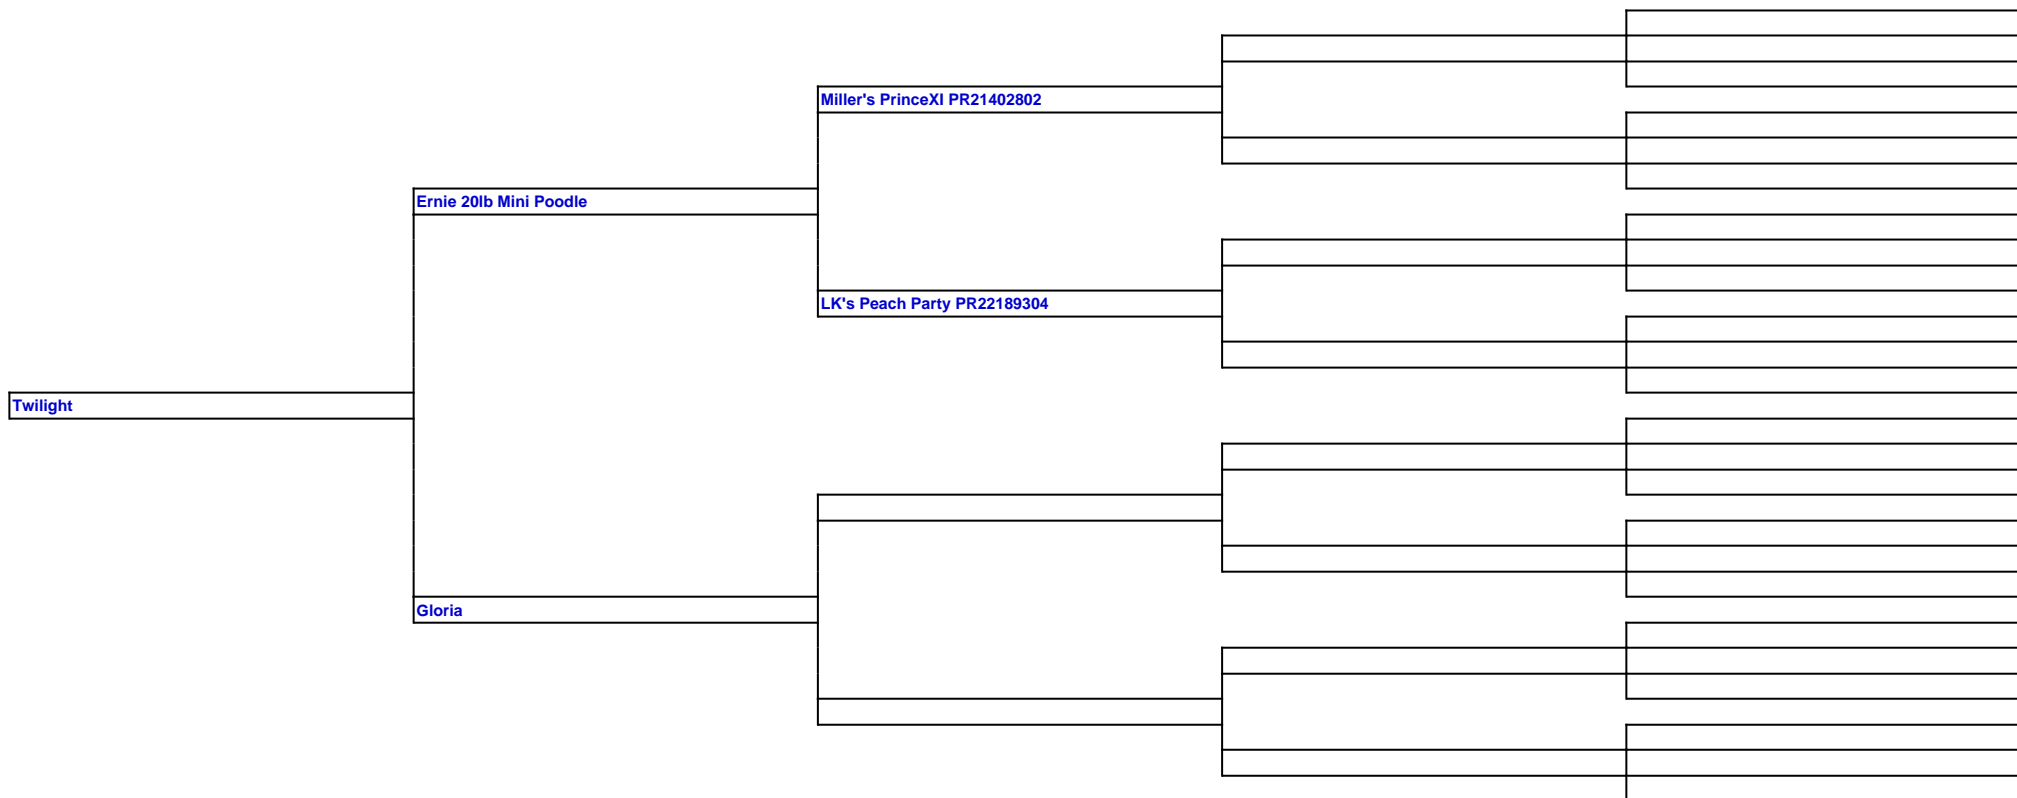 Miller's PrinceXI PR21402802
Ernie 20lb Mini Poodle
LK's Peach Party PR22189304
Twilight
Gloria